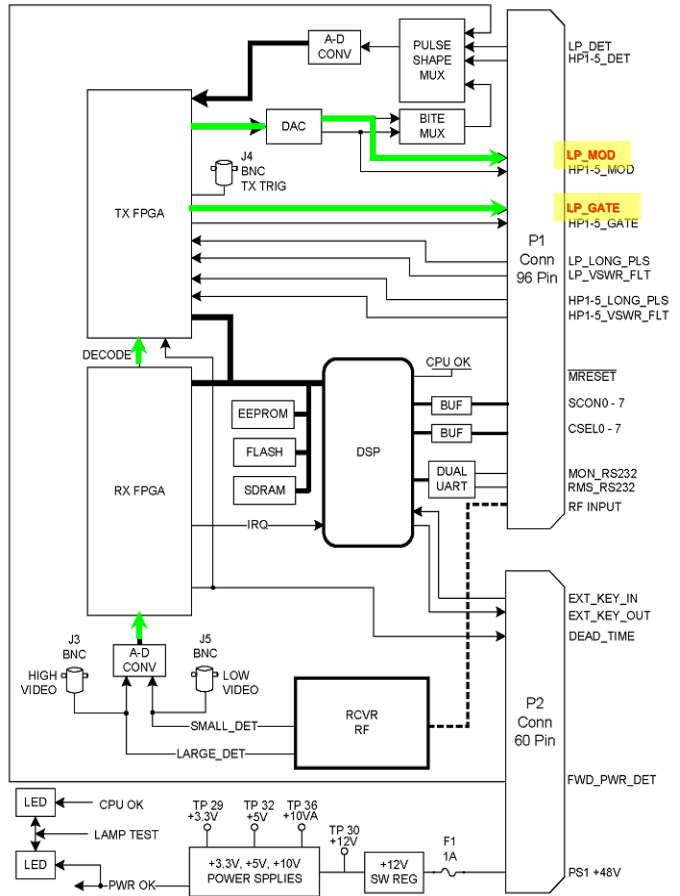 A-D
CONV
PULSE
SHAPE
MUX
LP_DET
HP1-5_DET
DAC
BITE
MUX
J4
BNC
TX TRIG
LP_MOD
HP1-5_MOD
TX FPGA
LP_GATE
HP1-5_GATE
P1
Conn
96 Pin
LP_LONG_PLS
LP_VSWR_FLT
HP1-5_LONG_PLS
HP1-5_VSWR_FLT
DECODE
CPU OK
MRESET
EEPROM
BUF
SCON0 - 7
FLASH
DSP
BUF
CSEL0 - 7
RX FPGA
SDRAM
DUAL
UART
MON_RS232
RMS_RS232
RF INPUT
IRQ
EXT_KEY_IN
EXT_KEY_OUT
DEAD_TIME
J3
BNC
HIGH
VIDEO
A-D
CONV
J5
BNC
LOW
VIDEO
SMALL_DET
LARGE_DET
RCVR
RF
P2
Conn
60 Pin
FWD_PWR_DET
LED
CPU OK
LAMP TEST
LED
PWR OK
TP 29
+3.3V
TP 32
+5V
TP 36
+10VA
TP 30
+12V
+3.3V, +5V, +10V
POWER SPPLIES
+12V
SW REG
F1
1A
PS1 +48V